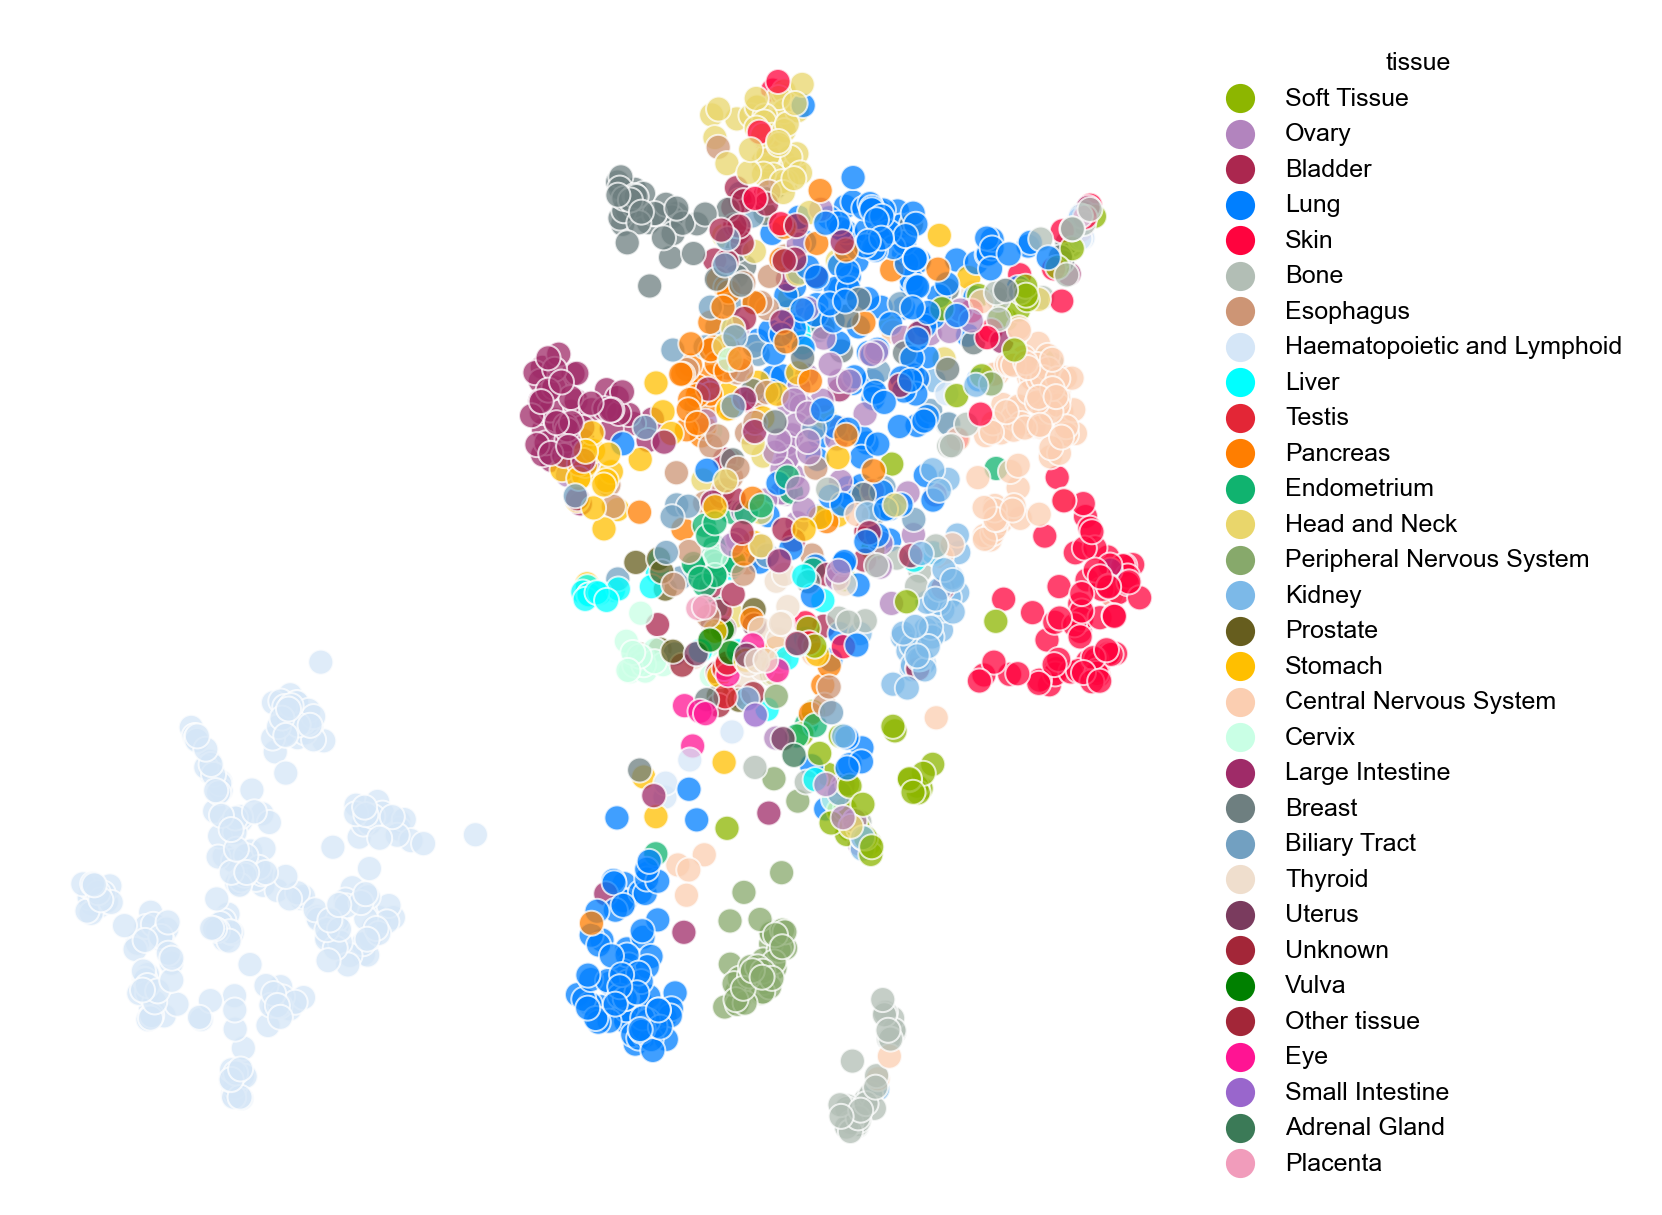 tissue
Soft Tissue
Ovary
Bladder
Lung
Skin
Bone
Esophagus
Haematopoietic and Lymphoid
Liver
Testis
Pancreas
Endometrium
Head and Neck
Peripheral Nervous System
Kidney
Prostate
Stomach
Central Nervous System
Cervix
Large Intestine
Breast
Biliary Tract
Thyroid
Uterus
Unknown
Vulva
Other tissue
Eye
Small Intestine
Adrenal Gland
Placenta